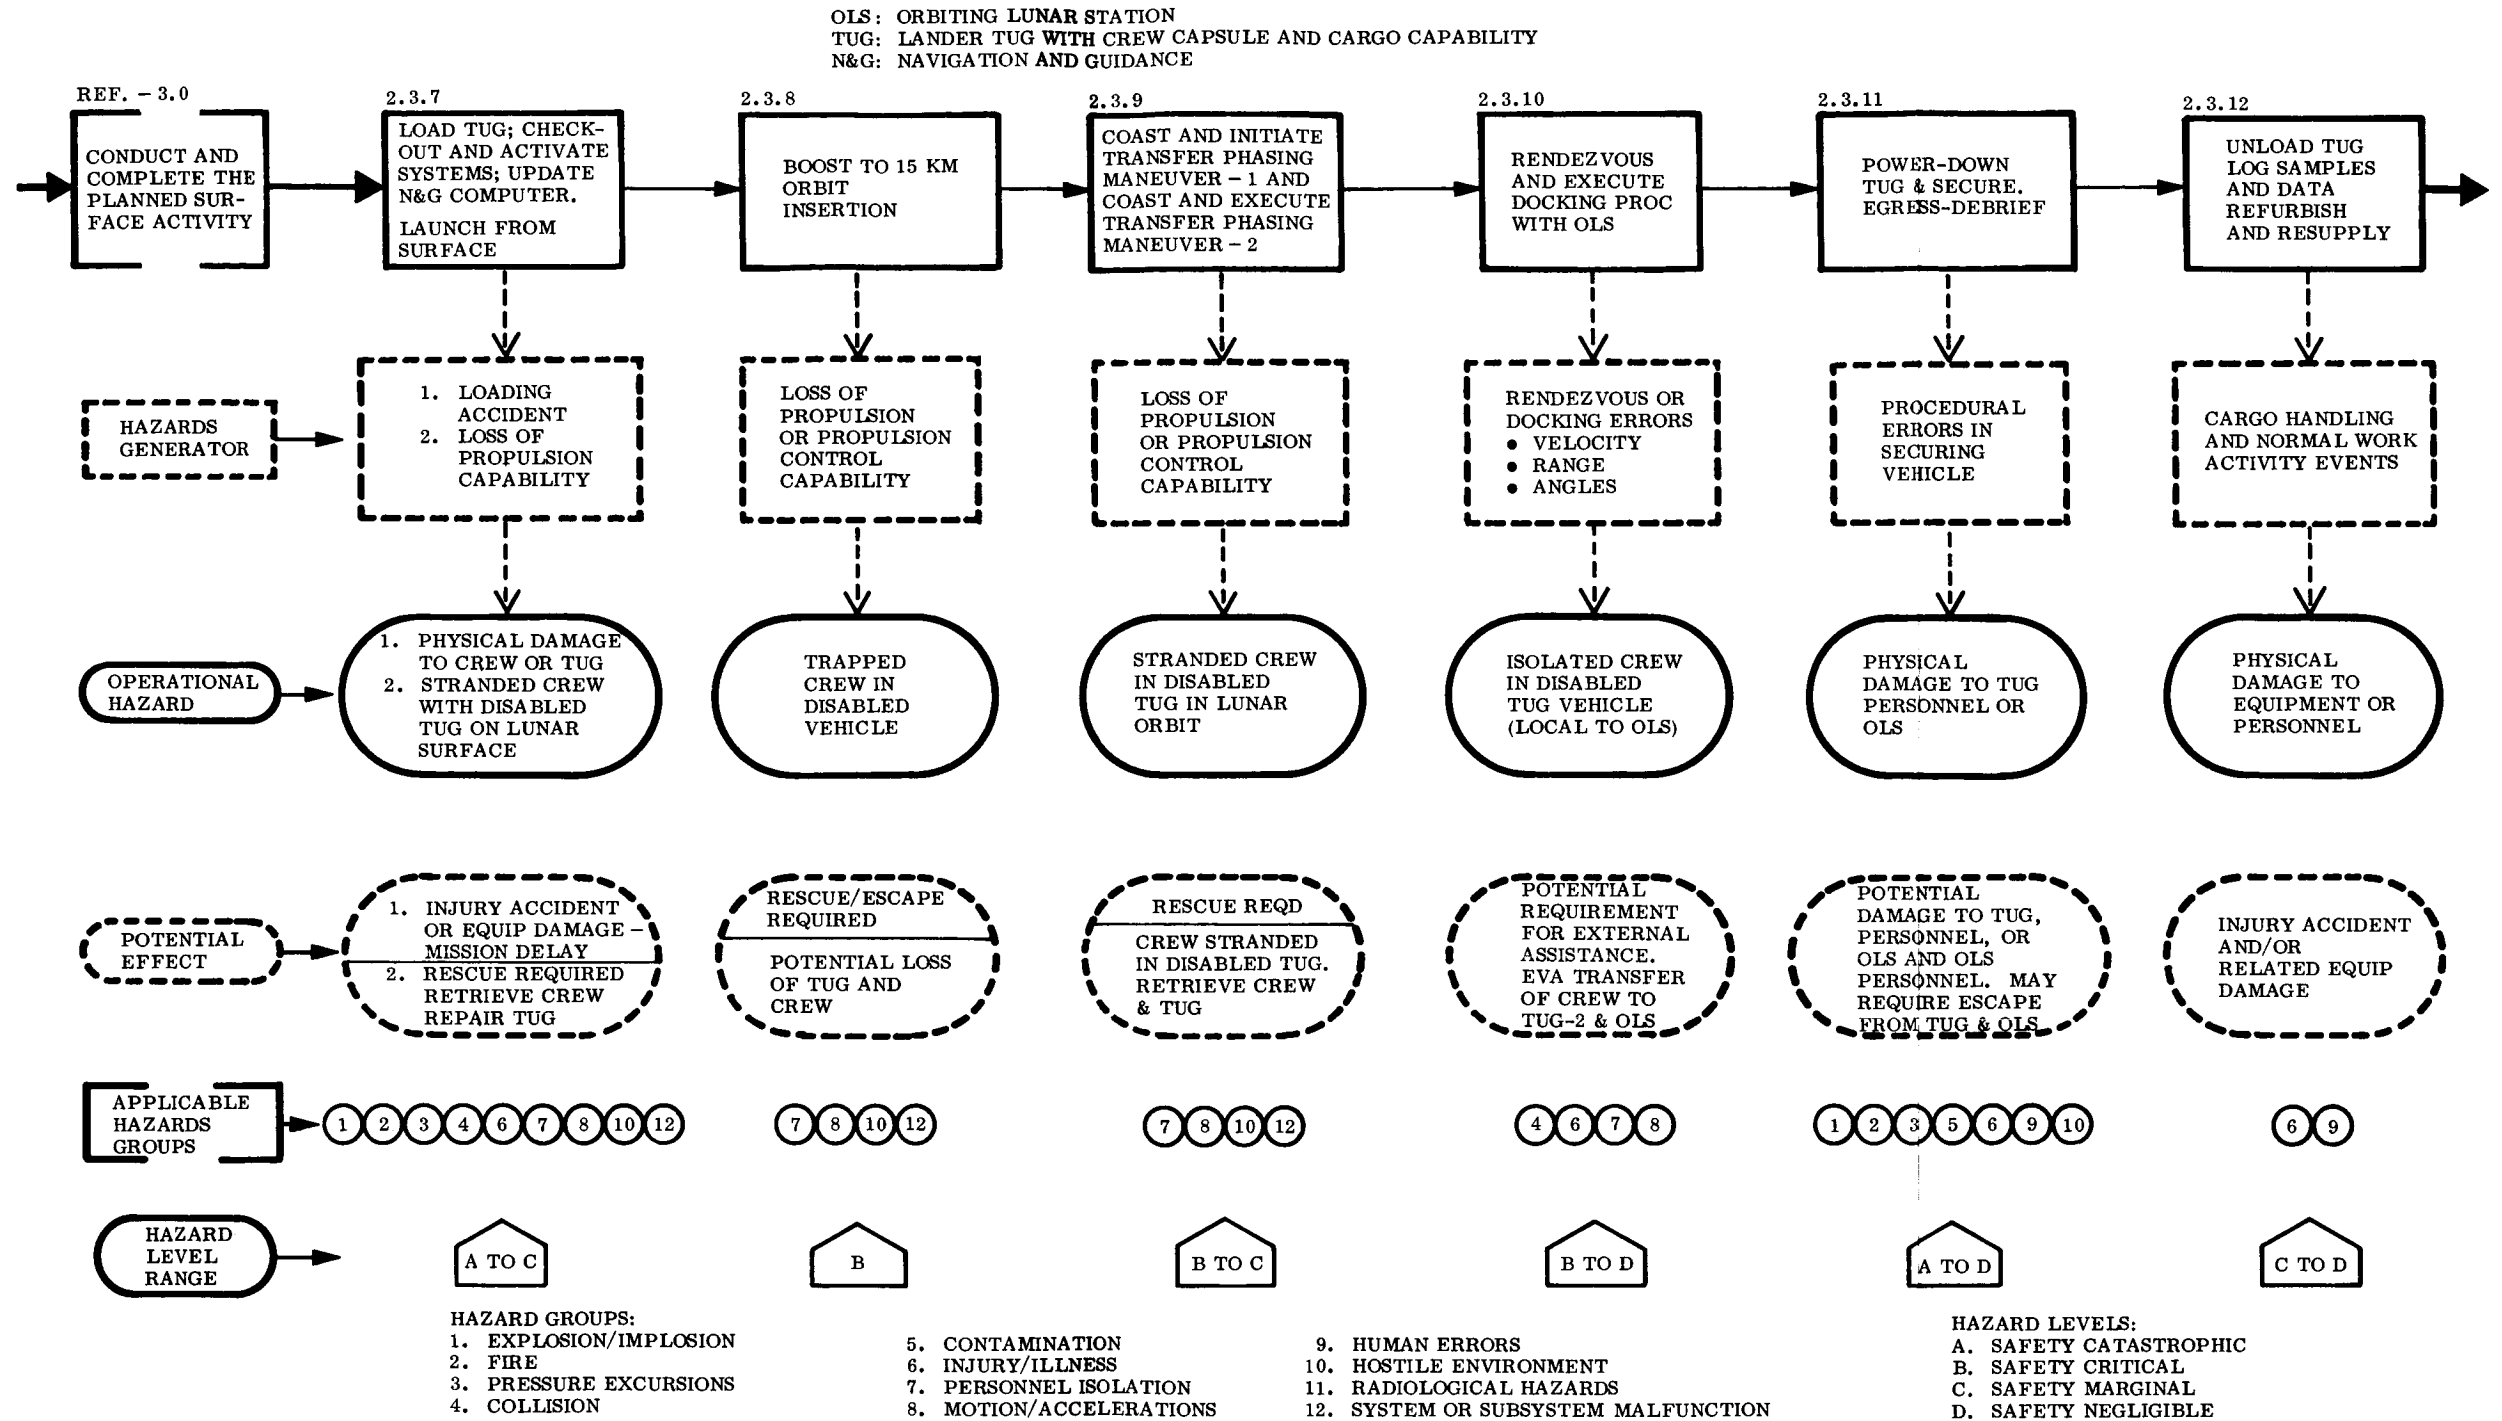 OLS: ORBITING LUNAR STATION
TUG: LANDER TUG WITH CREW CAPSULE AND CARGO CAPABILITY
N&G: NAVIGATION AND GUIDANCE
REF. – 3.0
CONDUCT AND
COMPLETE THE
PLANNED SUR-
FACE ACTIVITY
2.3.7
LOAD TUG; CHECK-
OUT AND ACTIVATE
SYSTEMS; UPDATE
N&G COMPUTER.
LAUNCH FROM
SURFACE
2.3.8
BOOST TO 15 KM
ORBIT
INSERTION
2.3.9
COAST AND INITIATE
TRANSFER PHASING
MANEUVER – 1 AND
COAST AND EXECUTE
TRANSFER PHASING
MANEUVER – 2
2.3.10
RENDEZVOUS
AND EXECUTE
DOCKING PROC
WITH OLS
2.3.11
POWER-DOWN
TUG & SECURE.
EGRESS-DEBRIEF
2.3.12
UNLOAD TUG
LOG SAMPLES
AND DATA
REFURBISH
AND RESUPPLY
HAZARDS
GENERATOR
1. LOADING
ACCIDENT
2. LOSS OF
PROPULSION
CAPABILITY
LOSS OF
PROPULSION
OR PROPULSION
CONTROL
CAPABILITY
LOSS OF
PROPULSION
OR PROPULSION
CONTROL
CAPABILITY
RENDEZVOUS OR
DOCKING ERRORS
● VELOCITY
● RANGE
● ANGLES
PROCEDURAL
ERRORS IN
SECURING
VEHICLE
CARGO HANDLING
AND NORMAL WORK
ACTIVITY EVENTS
OPERATIONAL
HAZARD
1. PHYSICAL DAMAGE
TO CREW OR TUG
2. STRANDED CREW
WITH DISABLED
TUG ON LUNAR
SURFACE
TRAPPED
CREW IN
DISABLED
VEHICLE
STRANDED CREW
IN DISABLED
TUG IN LUNAR
ORBIT
ISOLATED CREW
IN DISABLED
TUG VEHICLE
(LOCAL TO OLS)
PHYSICAL
DAMAGE TO TUG
PERSONNEL OR
OLS
PHYSICAL
DAMAGE TO
EQUIPMENT OR
PERSONNEL
POTENTIAL
EFFECT
1. INJURY ACCIDENT
OR EQUIP DAMAGE –
MISSION DELAY
2. RESCUE REQUIRED
RETRIEVE CREW
REPAIR TUG
RESCUE/ESCAPE
REQUIRED
POTENTIAL LOSS
OF TUG AND
CREW
RESCUE REQD
CREW STRANDED
IN DISABLED TUG.
RETRIEVE CREW
& TUG
POTENTIAL
REQUIREMENT
FOR EXTERNAL
ASSISTANCE.
EVA TRANSFER
OF CREW TO
TUG-2 & OLS
POTENTIAL
DAMAGE TO TUG,
PERSONNEL, OR
OLS AND OLS
PERSONNEL. MAY
REQUIRE ESCAPE
FROM TUG & OLS
INJURY ACCIDENT
AND/OR
RELATED EQUIP
DAMAGE
APPLICABLE
HAZARDS
GROUPS
1 2 3 4 6 7 8 10 12
7 8 10 12
7 8 10 12
4 6 7 8
1 2 3 5 6 9 10
6 9
HAZARD
LEVEL
RANGE
A TO C
B
B TO C
B TO D
A TO D
C TO D
HAZARD GROUPS:
1. EXPLOSION/IMPLOSION
2. FIRE
3. PRESSURE EXCURSIONS
4. COLLISION
5. CONTAMINATION
6. INJURY/ILLNESS
7. PERSONNEL ISOLATION
8. MOTION/ACCELERATIONS
9. HUMAN ERRORS
10. HOSTILE ENVIRONMENT
11. RADIOLOGICAL HAZARDS
12. SYSTEM OR SUBSYSTEM MALFUNCTION
HAZARD LEVELS:
A. SAFETY CATASTROPHIC
B. SAFETY CRITICAL
C. SAFETY MARGINAL
D. SAFETY NEGLIGIBLE